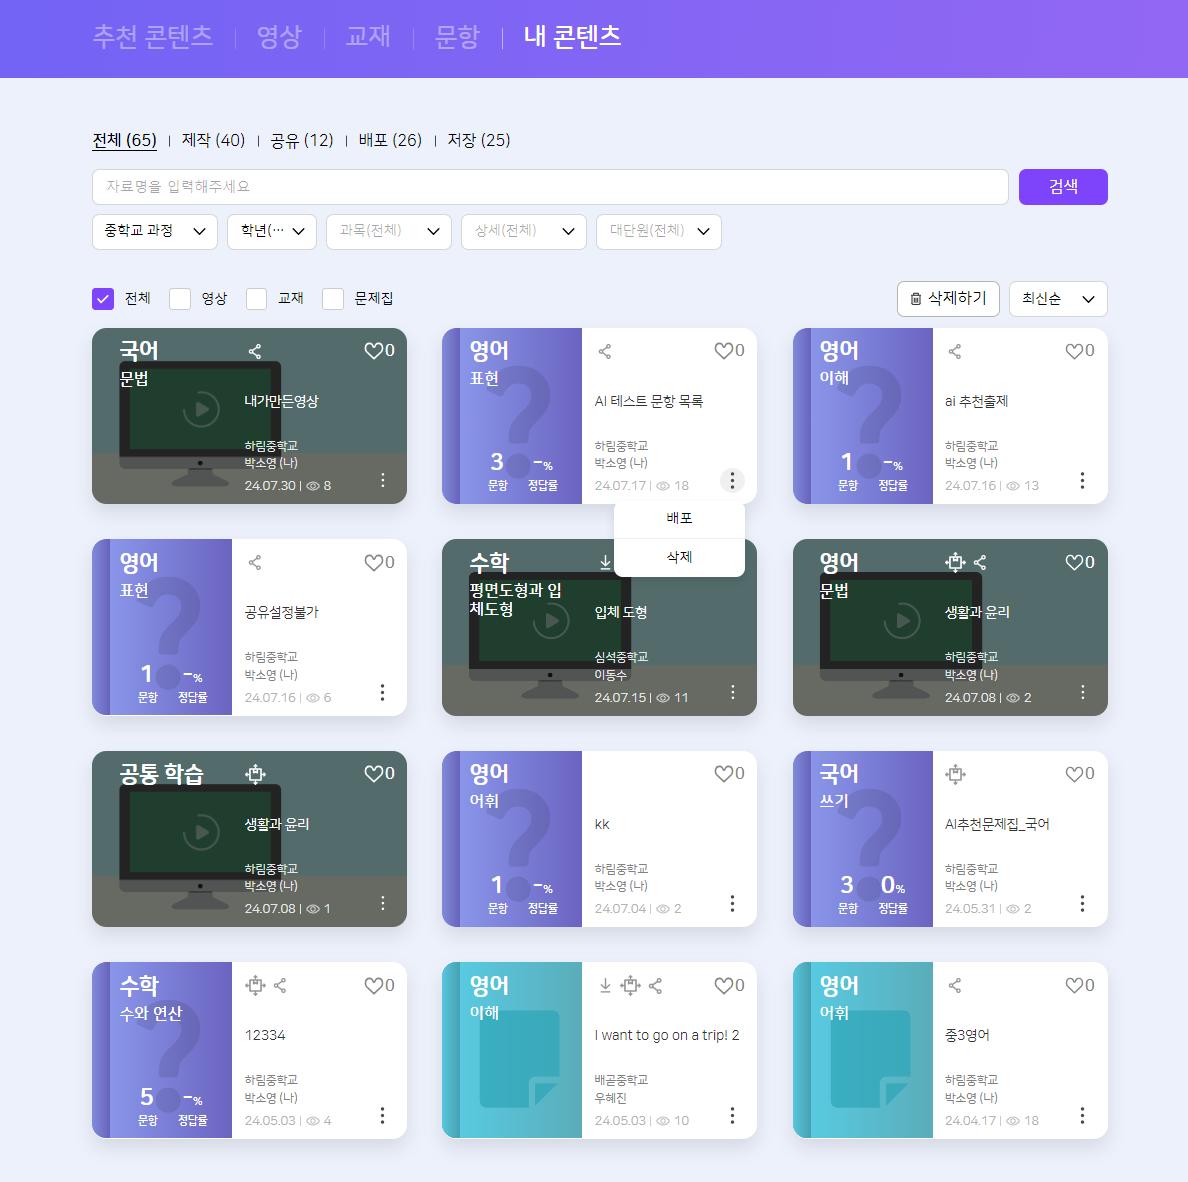 추천 콘텐츠 | 영상 | 교재 | 문항 | 내 콘텐츠
전체 (65) | 제작 (40) | 공유 (12) | 배포 (26) | 저장 (25)
자료명을 입력해주세요
검색
중학교 과정
학년(···
과목(전체)
상세(전체)
대단원(전체)
전체
영상
교재
문제집
삭제하기
최신순
국어
문법
0
내가만든영상
하림중학교
박소영 (나)
24.07.30 | 8
영어
표현
3 -%
문항 정답률
0
AI 테스트 문항 목록
하림중학교
박소영 (나)
24.07.17 | 18
배포
삭제
영어
이해
1 -%
문항 정답률
0
ai 추천출제
하림중학교
박소영 (나)
24.07.16 | 13
영어
표현
1 -%
문항 정답률
0
공유설정불가
하림중학교
박소영 (나)
24.07.16 | 6
수학
평면도형과 입
체도형
입체 도형
심석중학교
이동수
24.07.15 | 11
영어
문법
0
생활과 윤리
하림중학교
박소영 (나)
24.07.08 | 2
공통 학습
0
생활과 윤리
하림중학교
박소영 (나)
24.07.08 | 1
영어
어휘
1 -%
문항 정답률
0
kk
하림중학교
박소영 (나)
24.07.04 | 2
국어
쓰기
3 0%
문항 정답률
0
AI추천문제집_국어
하림중학교
박소영 (나)
24.05.31 | 2
수학
수와 연산
5 -%
문항 정답률
0
12334
하림중학교
박소영 (나)
24.05.03 | 4
영어
이해
0
I want to go on a trip! 2
배곧중학교
우혜진
24.05.03 | 10
영어
어휘
0
중3영어
하림중학교
박소영 (나)
24.04.17 | 18